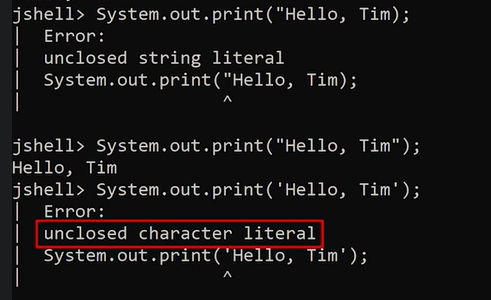 jshell> System.out.print("Hello, Tim);
|  Error:
|  unclosed string literal
|  System.out.print("Hello, Tim);
|                   ^
jshell> System.out.print("Hello, Tim");
Hello, Tim
jshell> System.out.print('Hello, Tim');
|  Error:
|  unclosed character literal
|  System.out.print('Hello, Tim');
|                   ^